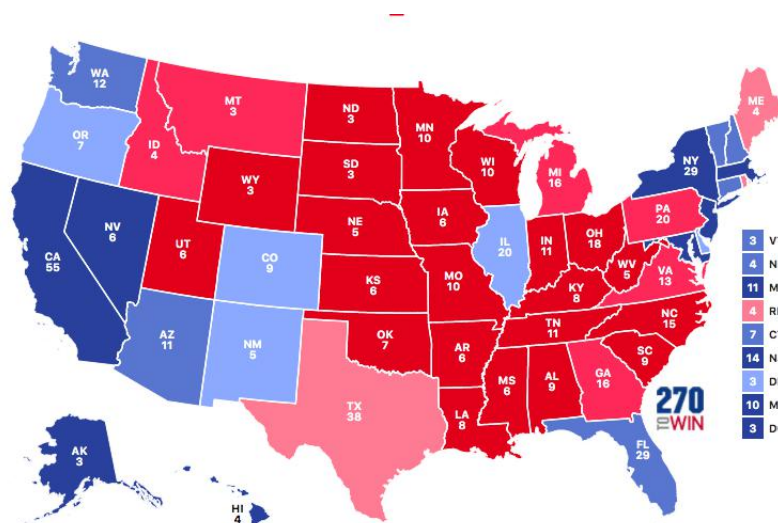 WA
12
OR
7
CA
55
NV
6
ID
4
MT
3
WY
3
UT
6
AZ
11
CO
9
NM
5
ND
3
SD
3
NE
5
KS
6
OK
7
TX
38
MN
10
IA
6
MO
10
AR
6
LA
8
WI
10
IL
20
MI
16
IN
11
OH
18
KY
8
TN
11
MS
6
AL
9
GA
16
FL
29
SC
9
NC
15
VA
13
WV
5
PA
20
NY
29
ME
4
AK
3
HI
4
270
TO WIN
3 V
4 N
11 M
4
7
14 N
3 D
10 M
3